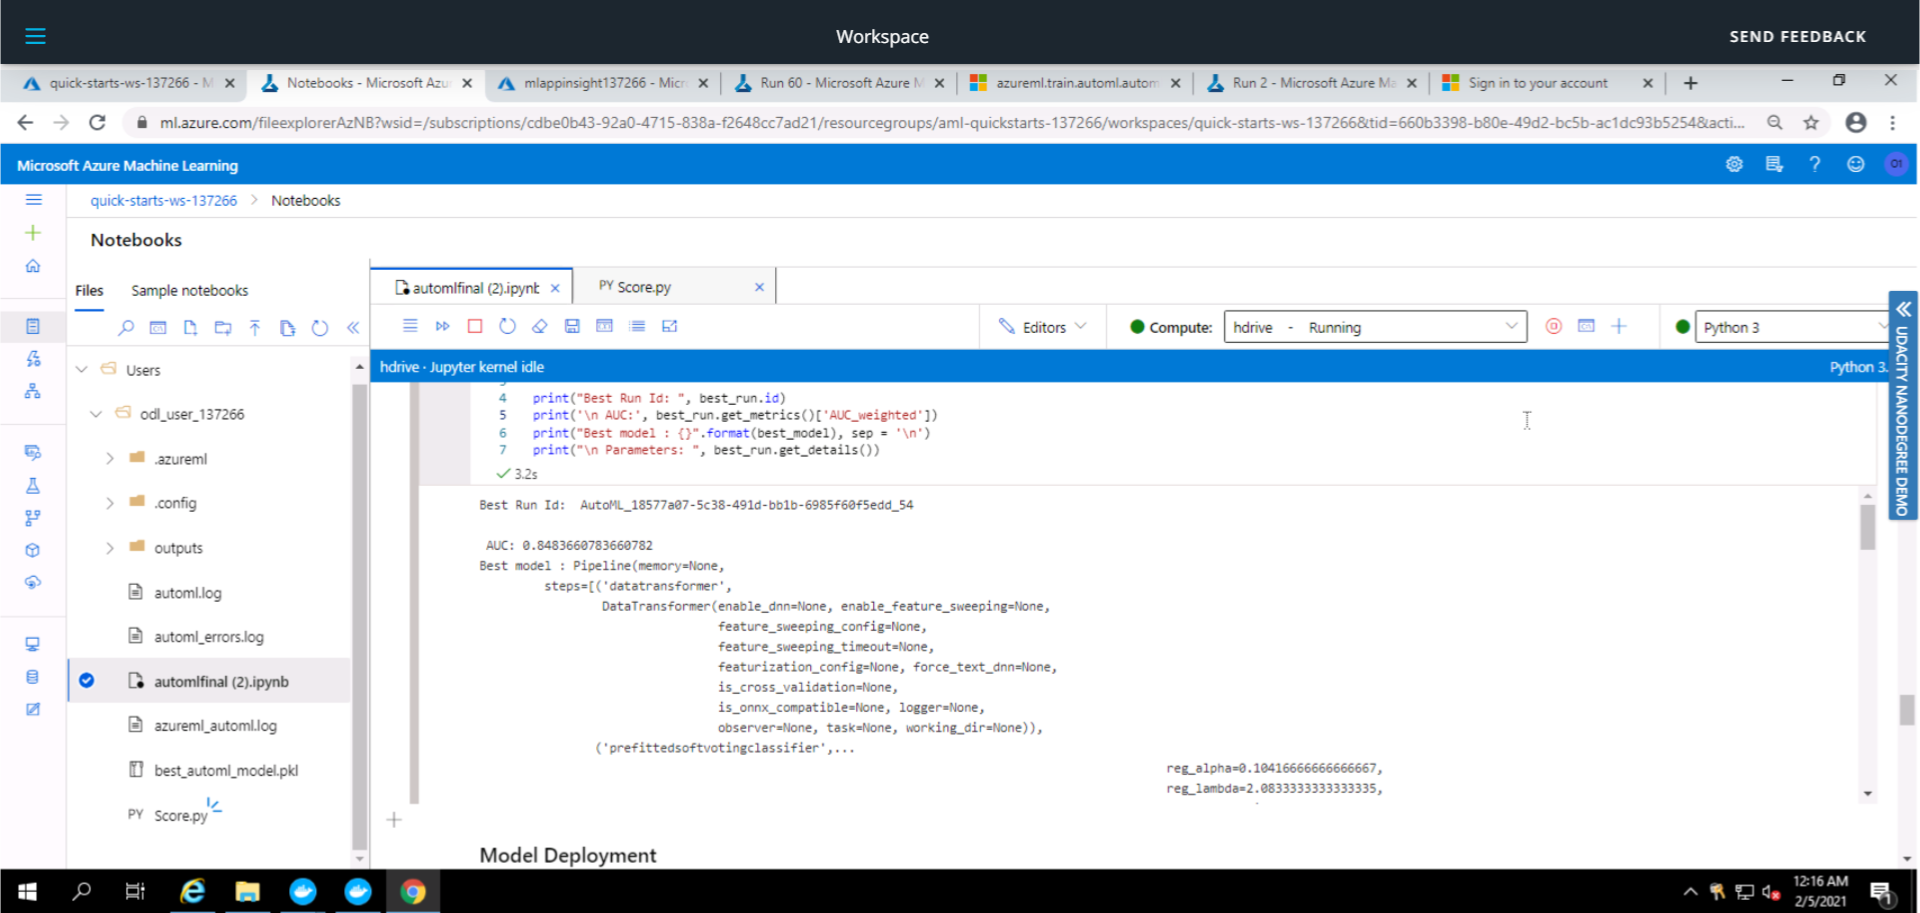 Workspace
SEND FEEDBACK
quick-starts-ws-137266 - M
Notebooks - Microsoft Azur
mlappinsight137266 - Micr
Run 60 - Microsoft Azure M
azureml.train.automl.autom
Run 2 - Microsoft Azure Ma
Sign in to your account
ml.azure.com/fileexplorerAzNB?wsid=/subscriptions/cdbe0b43-92a0-4715-838a-f2648cc7ad21/resourcegroups/aml-quickstarts-137266/workspaces/quick-starts-ws-137266&tid=660b3398-b80e-49d2-bc5b-ac1dc93b5254&acti...
Microsoft Azure Machine Learning
quick-starts-ws-137266 > Notebooks
Notebooks
Files
Sample notebooks
automlfinal (2).ipynb
PY Score.py
Editors
Compute:
hdrive - Running
Python 3
hdrive · Jupyter kernel idle
Python 3.
UDACITY NANODEGREE DEMO
Users
odl_user_137266
.azureml
.config
outputs
automl.log
automl_errors.log
automlfinal (2).ipynb
azureml_automl.log
best_automl_model.pkl
PY Score.py
4 print("Best Run Id: ", best_run.id)
5 print('\n AUC:', best_run.get_metrics()['AUC_weighted'])
6 print("Best model : {}".format(best_model), sep = '\n')
7 print("\n Parameters: ", best_run.get_details())
3.2s
Best Run Id: AutoML_18577a07-5c38-491d-bb1b-6985f60f5edd_54
AUC: 0.8483660783660782
Best model : Pipeline(memory=None,
steps=[('datatransformer',
DataTransformer(enable_dnn=None, enable_feature_sweeping=None,
feature_sweeping_config=None,
feature_sweeping_timeout=None,
featurization_config=None, force_text_dnn=None,
is_cross_validation=None,
is_onnx_compatible=None, logger=None,
observer=None, task=None, working_dir=None)),
('prefittedsoftvotingclassifier',...
reg_alpha=0.10416666666666667,
reg_lambda=2.0833333333333335,
Model Deployment
12:16 AM
2/5/2021